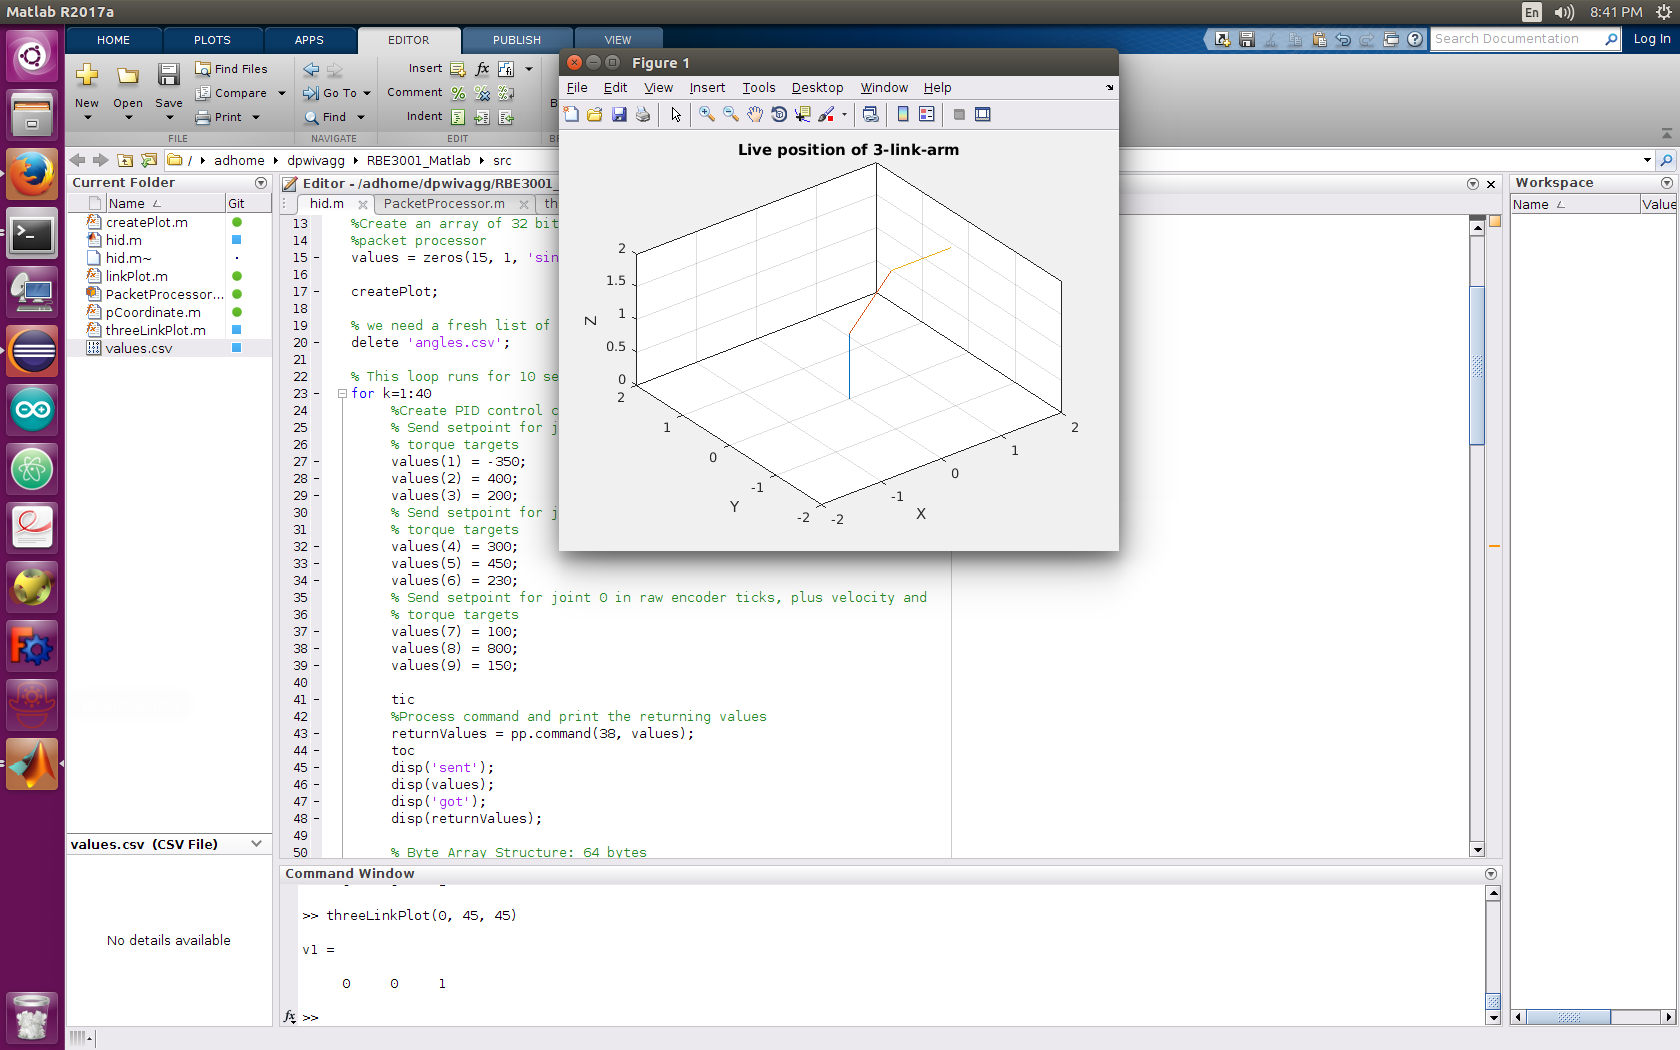 Matlab R2017a
En
8:41 PM
HOME
PLOTS
APPS
EDITOR
PUBLISH
VIEW
Search Documentation
Log In
New
Open
Save
Find Files
Compare
Print
FILE
Go To
Find
NAVIGATE
Insert
fx
Comment
Indent
EDIT
/ adhome dpwivagg RBE3001_Matlab src
Current Folder
Name
Git
createPlot.m
hid.m
hid.m~
linkPlot.m
PacketProcessor...
pCoordinate.m
threeLinkPlot.m
values.csv
values.csv (CSV File)
No details available
Editor - /adhome/dpwivagg/RBE3001_
hid.m
PacketProcessor.m
th
13 %Create an array of 32 bit
14 %packet processor
15 - values = zeros(15, 1, 'sin
16
17 - createPlot;
18
19 % we need a fresh list of
20 - delete 'angles.csv';
21
22 % This loop runs for 10 se
23 - for k=1:40
24 %Create PID control c
25 % Send setpoint for j
26 % torque targets
27 - values(1) = -350;
28 - values(2) = 400;
29 - values(3) = 200;
30 % Send setpoint for j
31 % torque targets
32 - values(4) = 300;
33 - values(5) = 450;
34 - values(6) = 230;
35 % Send setpoint for joint 0 in raw encoder ticks, plus velocity and
36 % torque targets
37 - values(7) = 100;
38 - values(8) = 800;
39 - values(9) = 150;
40
41 - tic
42 %Process command and print the returning values
43 - returnValues = pp.command(38, values);
44 - toc
45 - disp('sent');
46 - disp(values);
47 - disp('got');
48 - disp(returnValues);
49
50 % Byte Array Structure: 64 bytes
Figure 1
File Edit View Insert Tools Desktop Window Help
Live position of 3-link-arm
Z
2
1.5
1
0.5
0
Y
2
1
0
-1
-2
X
-2
-1
0
1
2
Workspace
Name
Value
Command Window
>> threeLinkPlot(0, 45, 45)
v1 =
0 0 1
fx >>